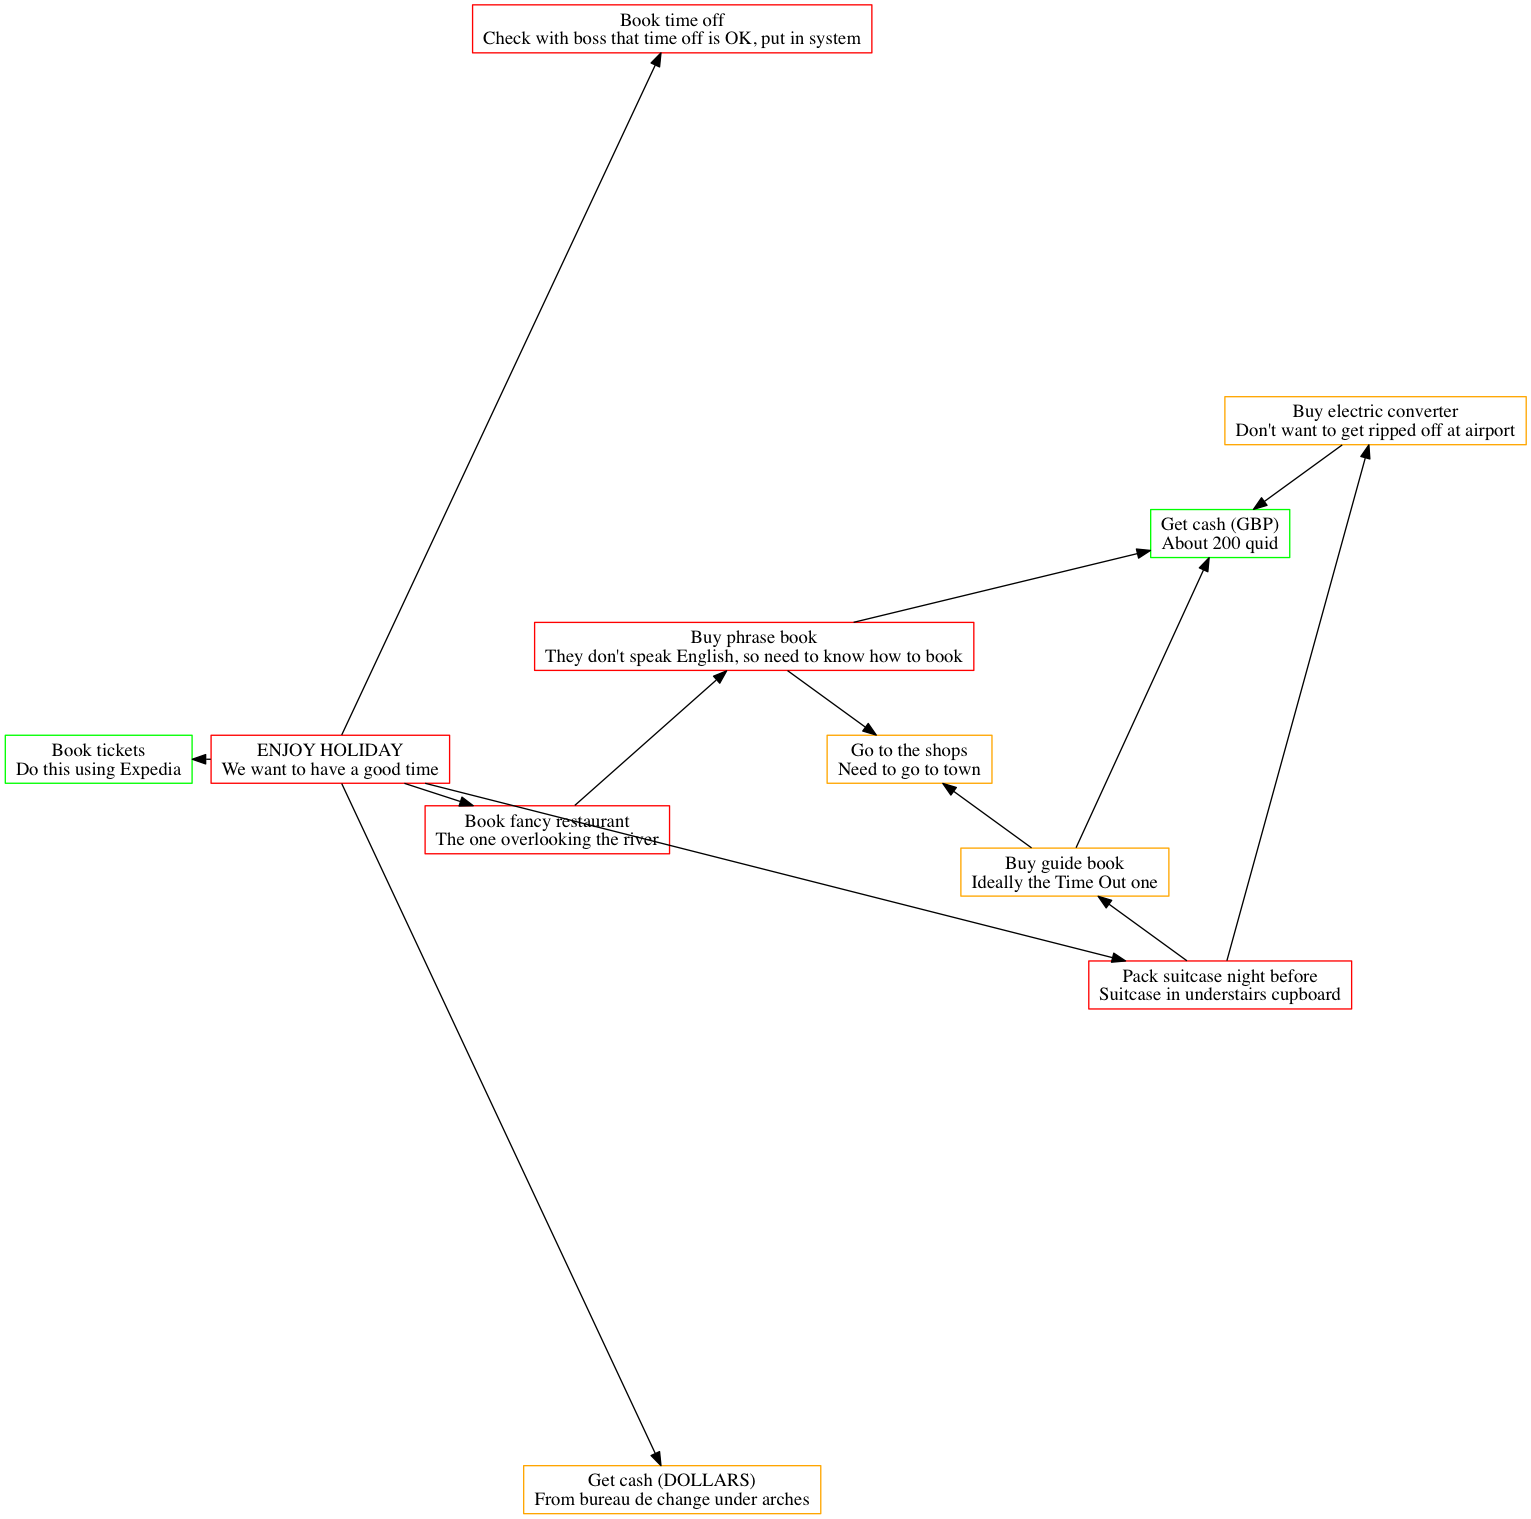 Book time off
Check with boss that time off is OK, put in system
Buy electric converter
Don't want to get ripped off at airport
Get cash (GBP)
About 200 quid
Buy phrase book
They don't speak English, so need to know how to book
Book tickets
Do this using Expedia
ENJOY HOLIDAY
We want to have a good time
Go to the shops
Need to go to town
Book fancy restaurant
The one overlooking the river
Buy guide book
Ideally the Time Out one
Pack suitcase night before
Suitcase in understairs cupboard
Get cash (DOLLARS)
From bureau de change under arches